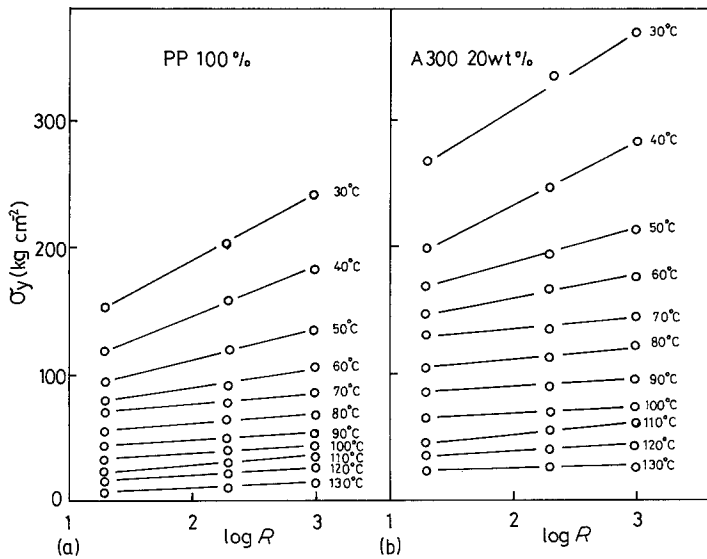 PP 100%
A300 20wt%
σy (kg cm⁻²)
300
200
100
0
30°C
40°C
50°C
60°C
70°C
80°C
90°C
100°C
110°C
120°C
130°C
30°C
40°C
50°C
60°C
70°C
80°C
90°C
100°C
110°C
120°C
130°C
1
2
3
1
2
3
(a)
log R
(b)
log R